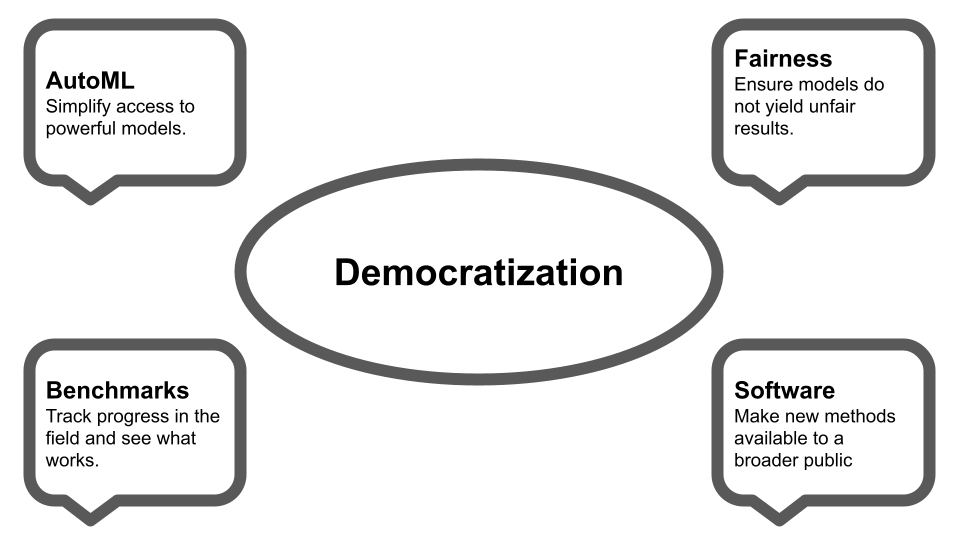 AutoML
Simplify access to
powerful models.
Fairness
Ensure models do
not yield unfair
results.
Democratization
Benchmarks
Track progress in the
field and see what
works.
Software
Make new methods
available to a
broader public